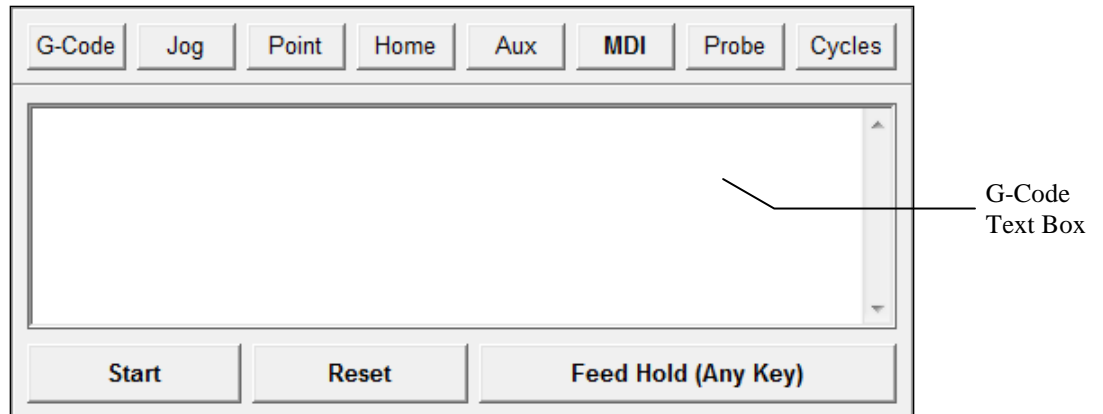 G-Code Jog Point Home Aux MDI Probe Cycles
G-Code
Text Box
Start Reset Feed Hold (Any Key)